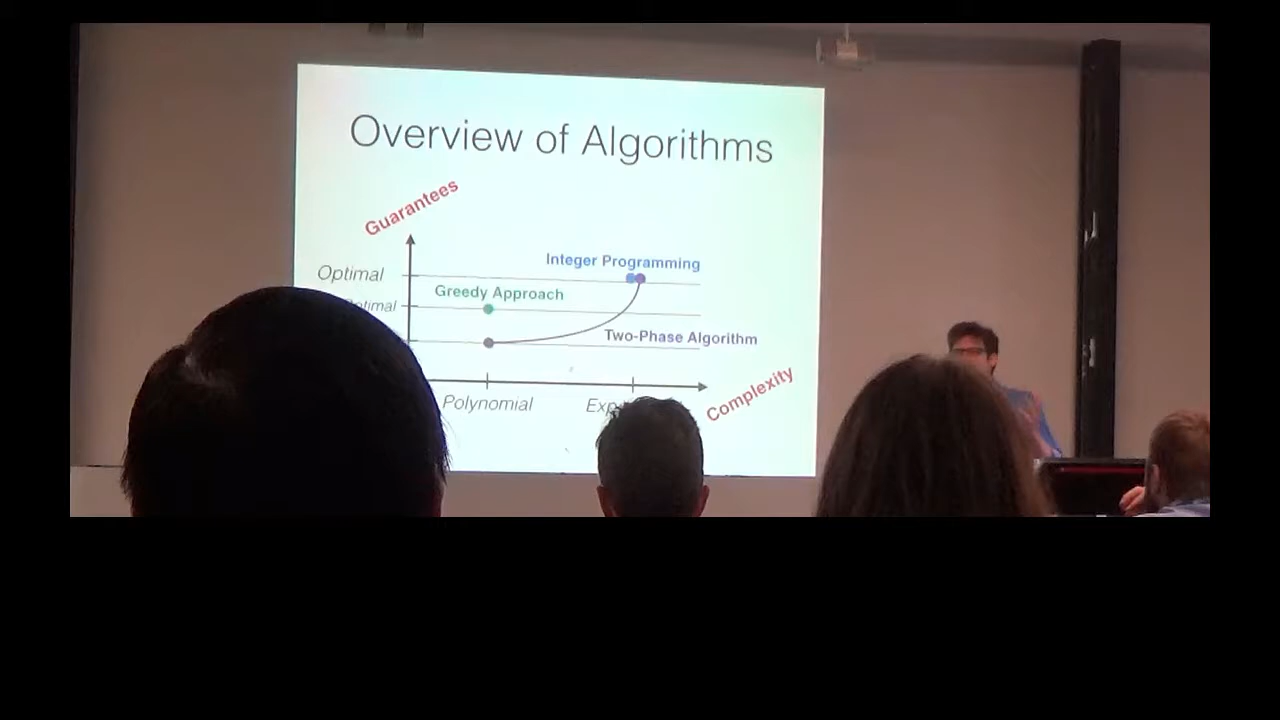 Overview of Algorithms
Guarantees
Integer Programming
Optimal
Greedy Approach
Two-Phase Algorithm
Complexity
Polynomial